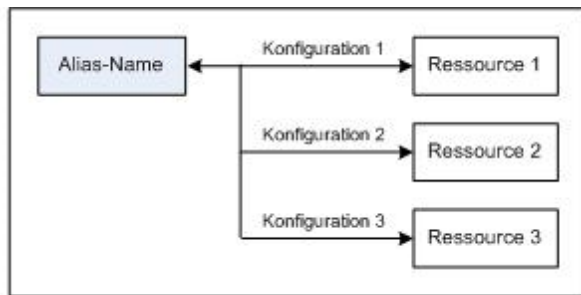 Alias-Name
Konfiguration 1
Ressource 1
Konfiguration 2
Ressource 2
Konfiguration 3
Ressource 3